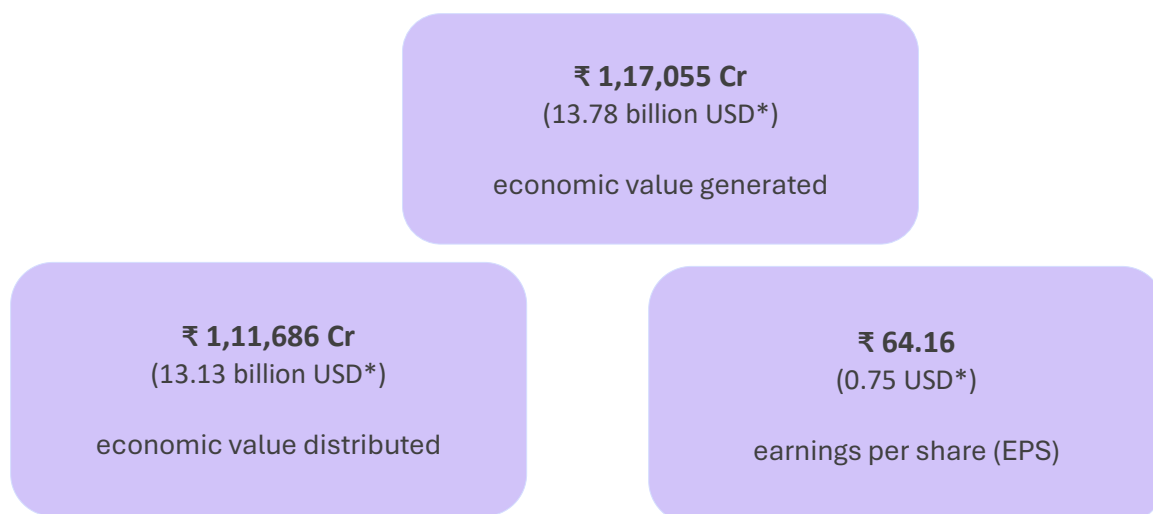 ₹ 1,17,055 Cr
(13.78 billion USD*)
economic value generated
₹ 1,11,686 Cr
(13.13 billion USD*)
economic value distributed
₹ 64.16
(0.75 USD*)
earnings per share (EPS)